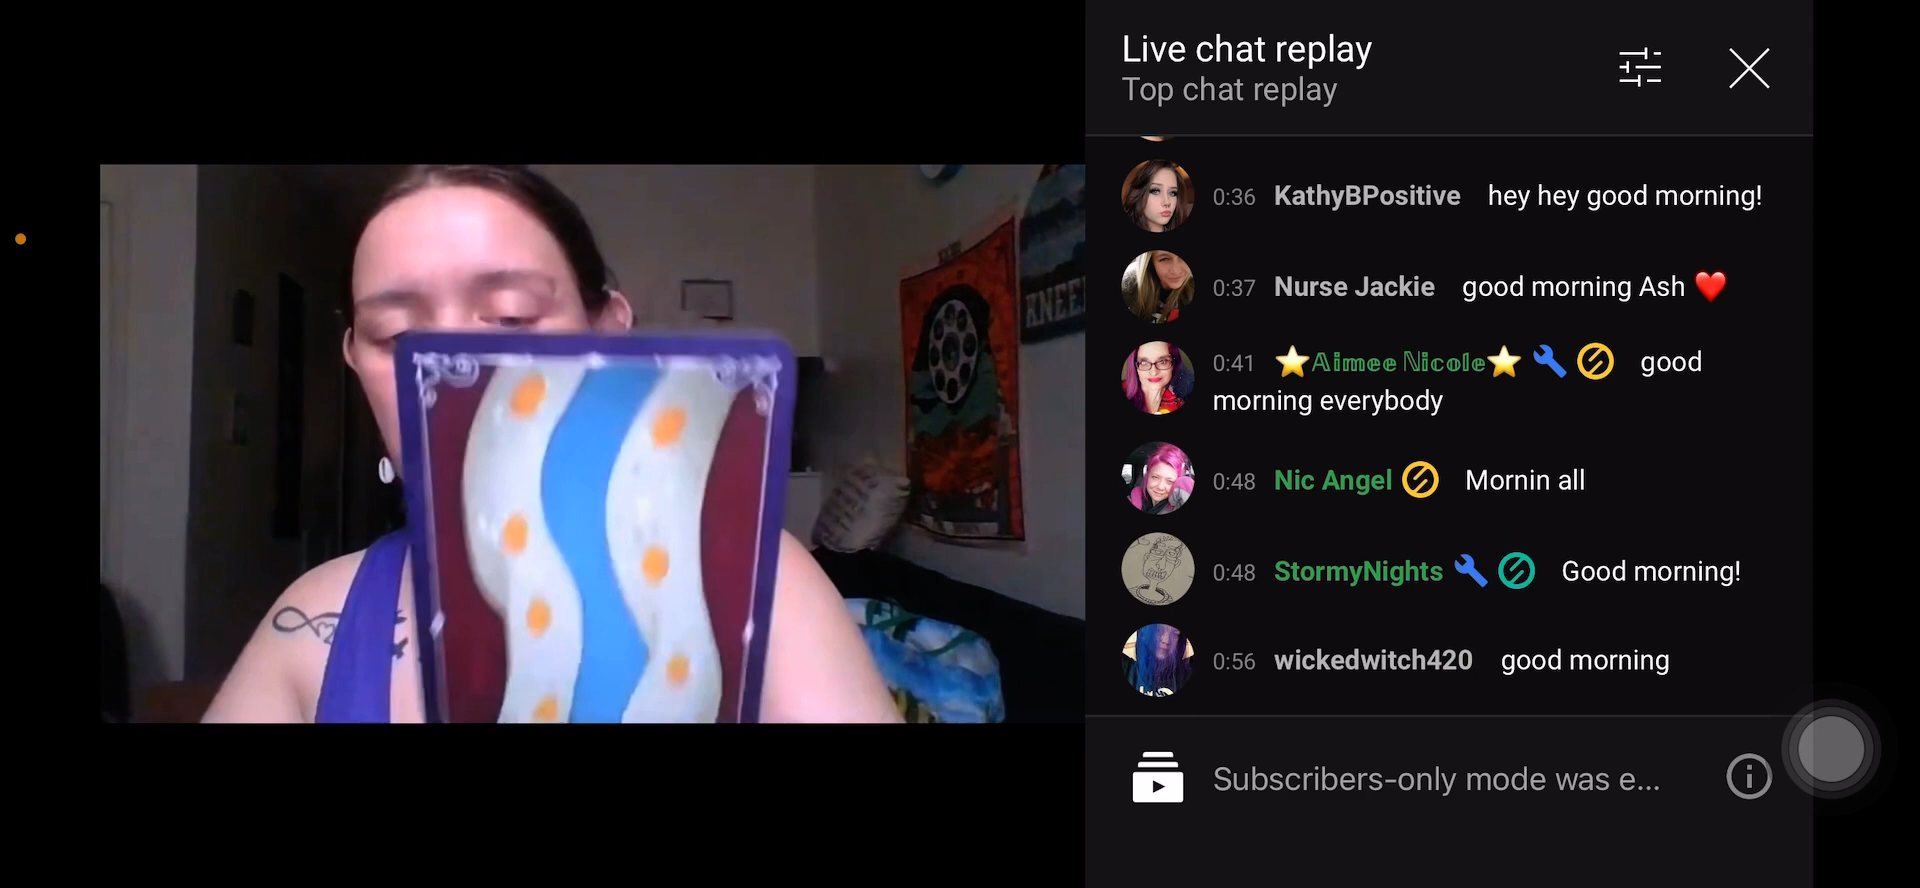 Live chat replay
Top chat replay
KNEE
0:36 KathyBPositive hey hey good morning!
0:37 Nurse Jackie good morning Ash ❤️
0:41 ⭐𝔸𝕚𝕞𝕖𝕖 ℕ𝕚𝕔𝕠𝕝𝕖⭐ good
morning everybody
0:48 Nic Angel Mornin all
0:48 StormyNights Good morning!
0:56 wickedwitch420 good morning
Subscribers-only mode was e...